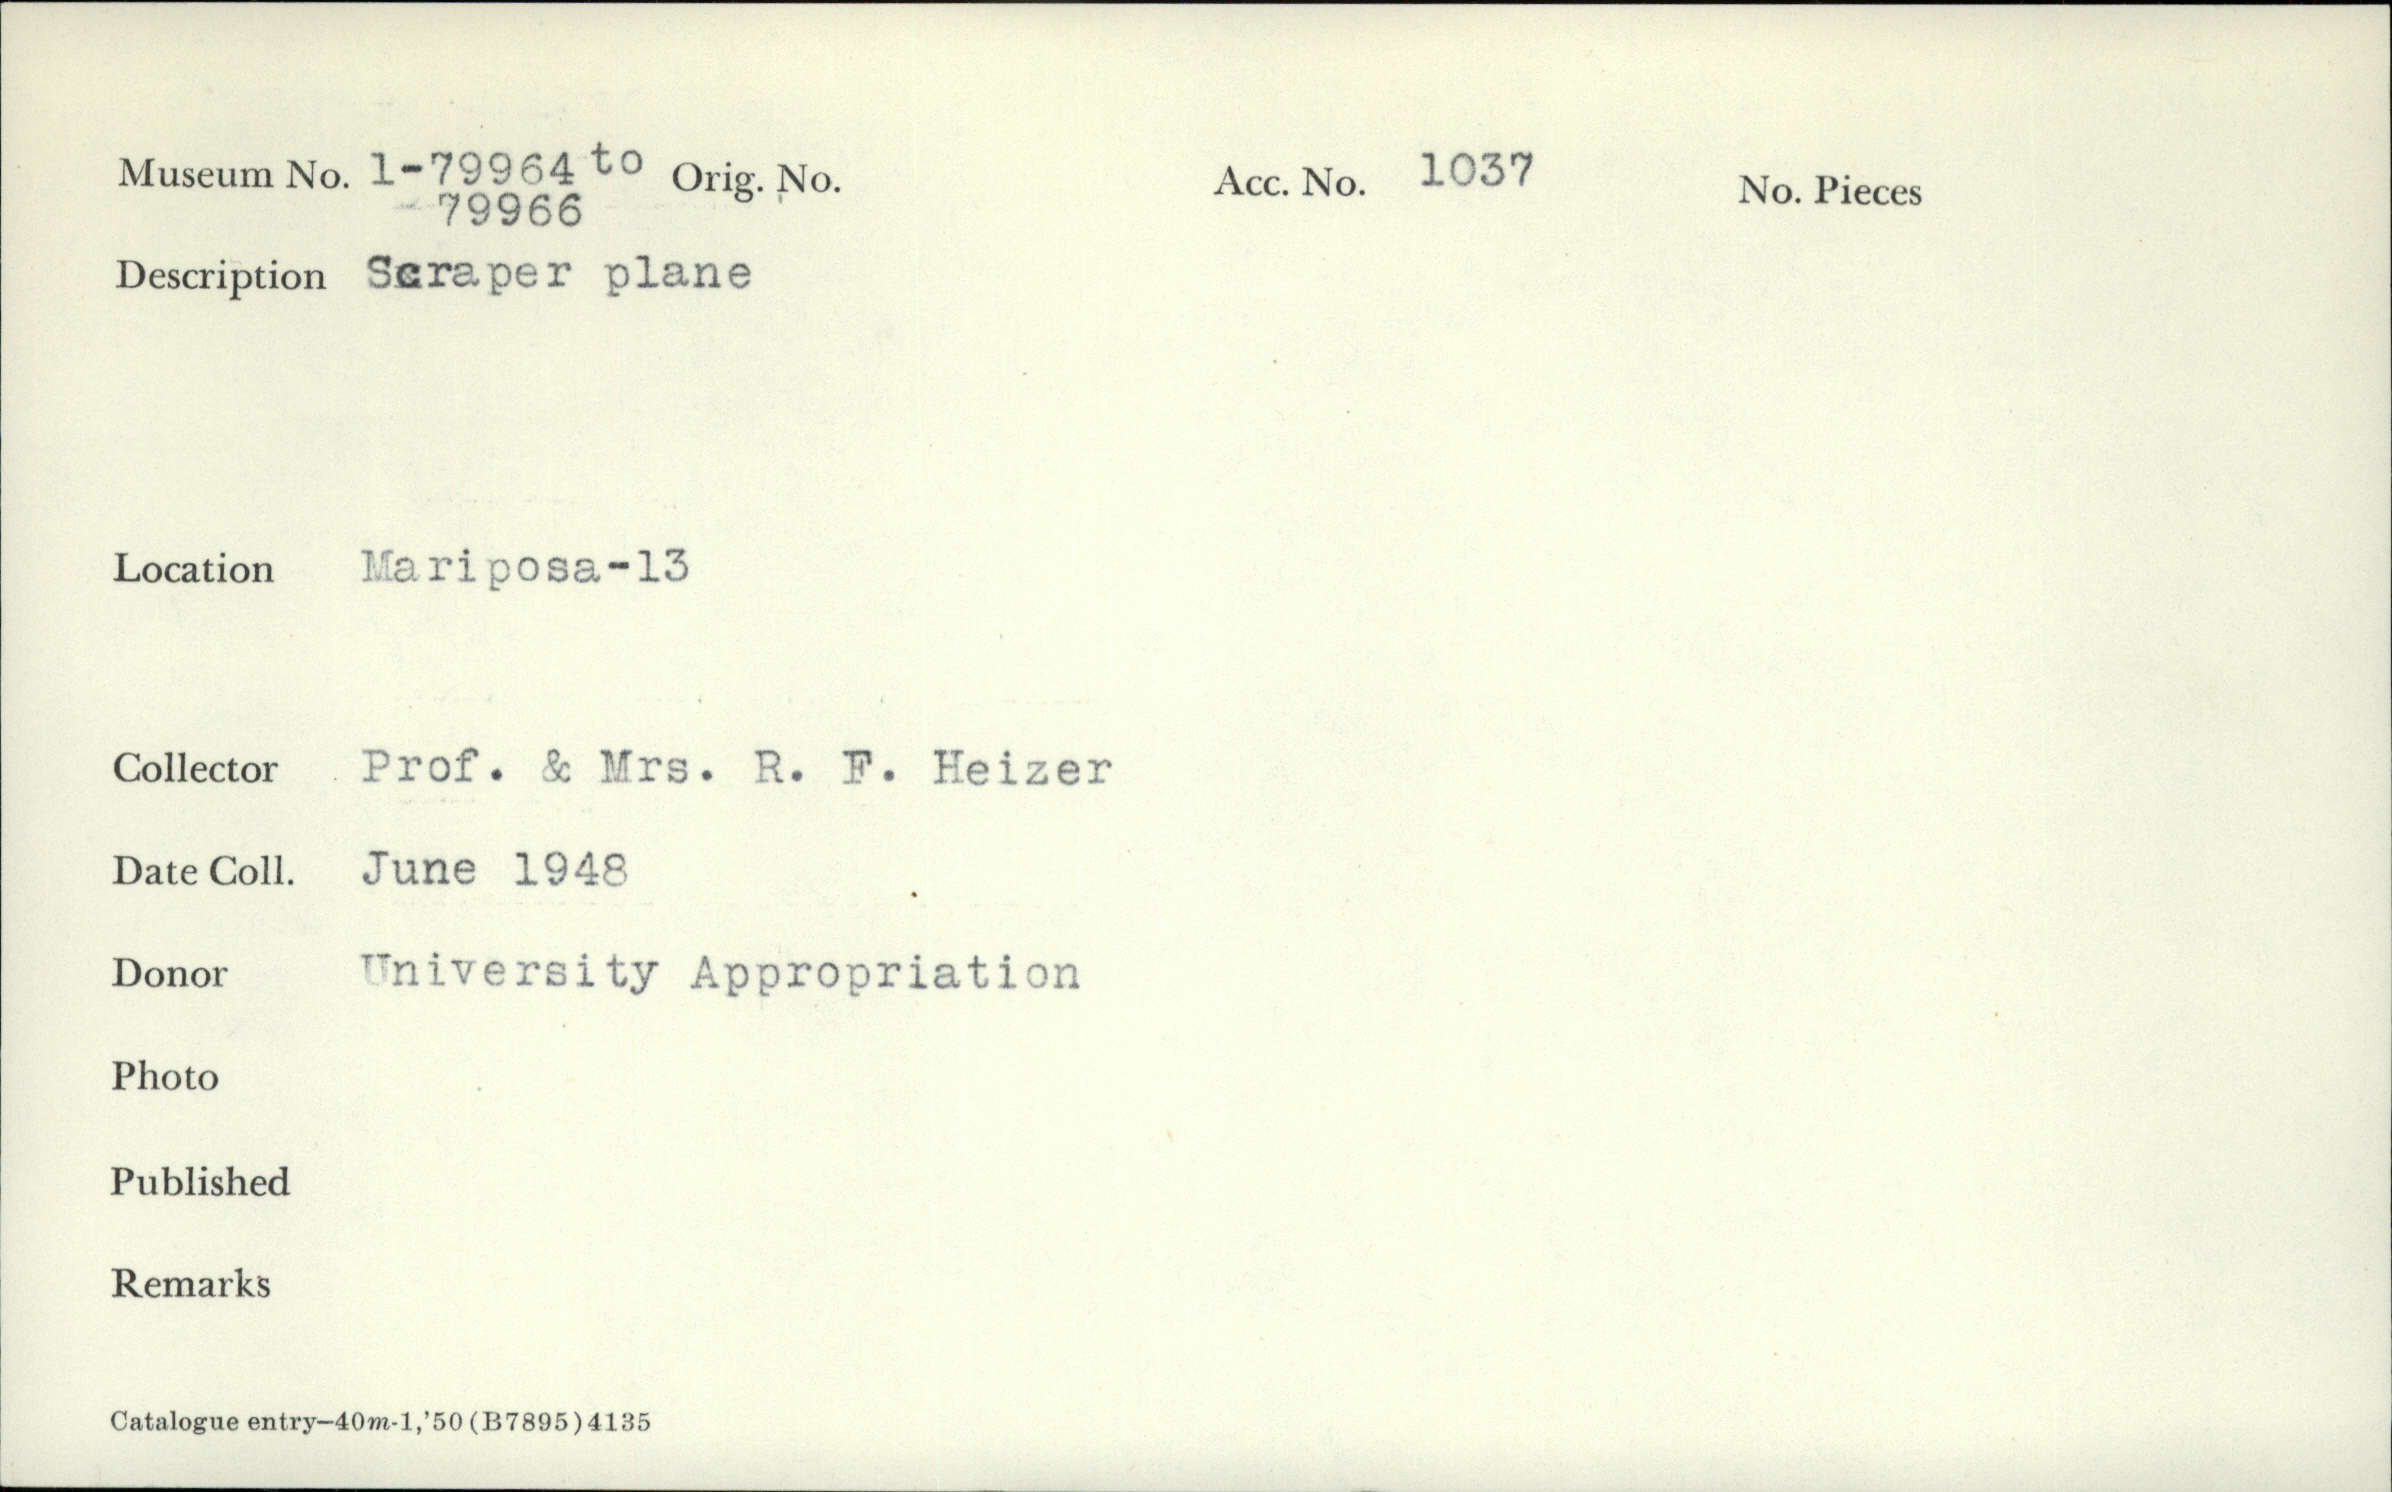 Museum No. 1-79964 to Orig. No. Acc. No. 1037 No. Pieces
79966
Description Scraper plane
Location Mariposa-13
Collector Prof. & Mrs. R. F. Heizer
Date Coll. June 1948
Donor University Appropriation
Photo
Published
Remarks
Catalogue entry—40m-1,'50(B7895)4135